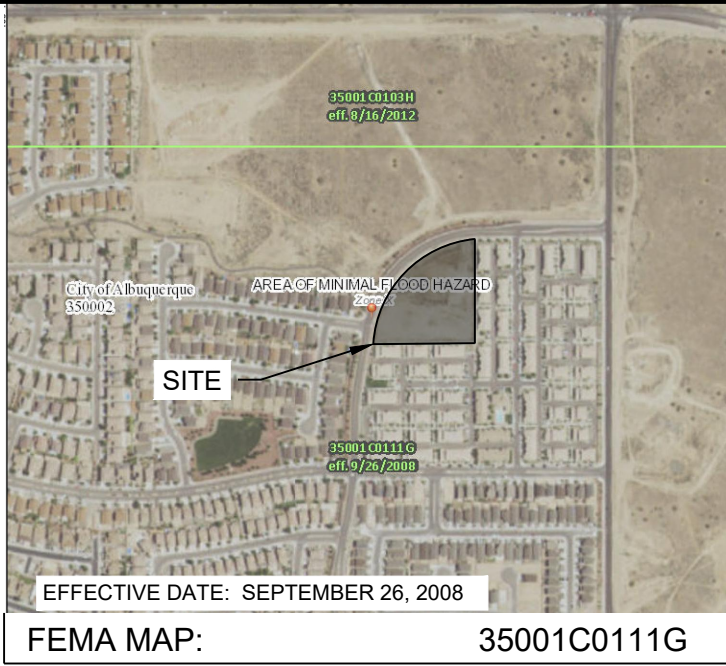 35001C0103H
eff. 8/16/2012
City of Albuquerque
350002
AREA OF MINIMAL FLOOD HAZARD
Zone X
SITE
35001C0111G
eff. 9/26/2008
EFFECTIVE DATE: SEPTEMBER 26, 2008
FEMA MAP: 35001C0111G